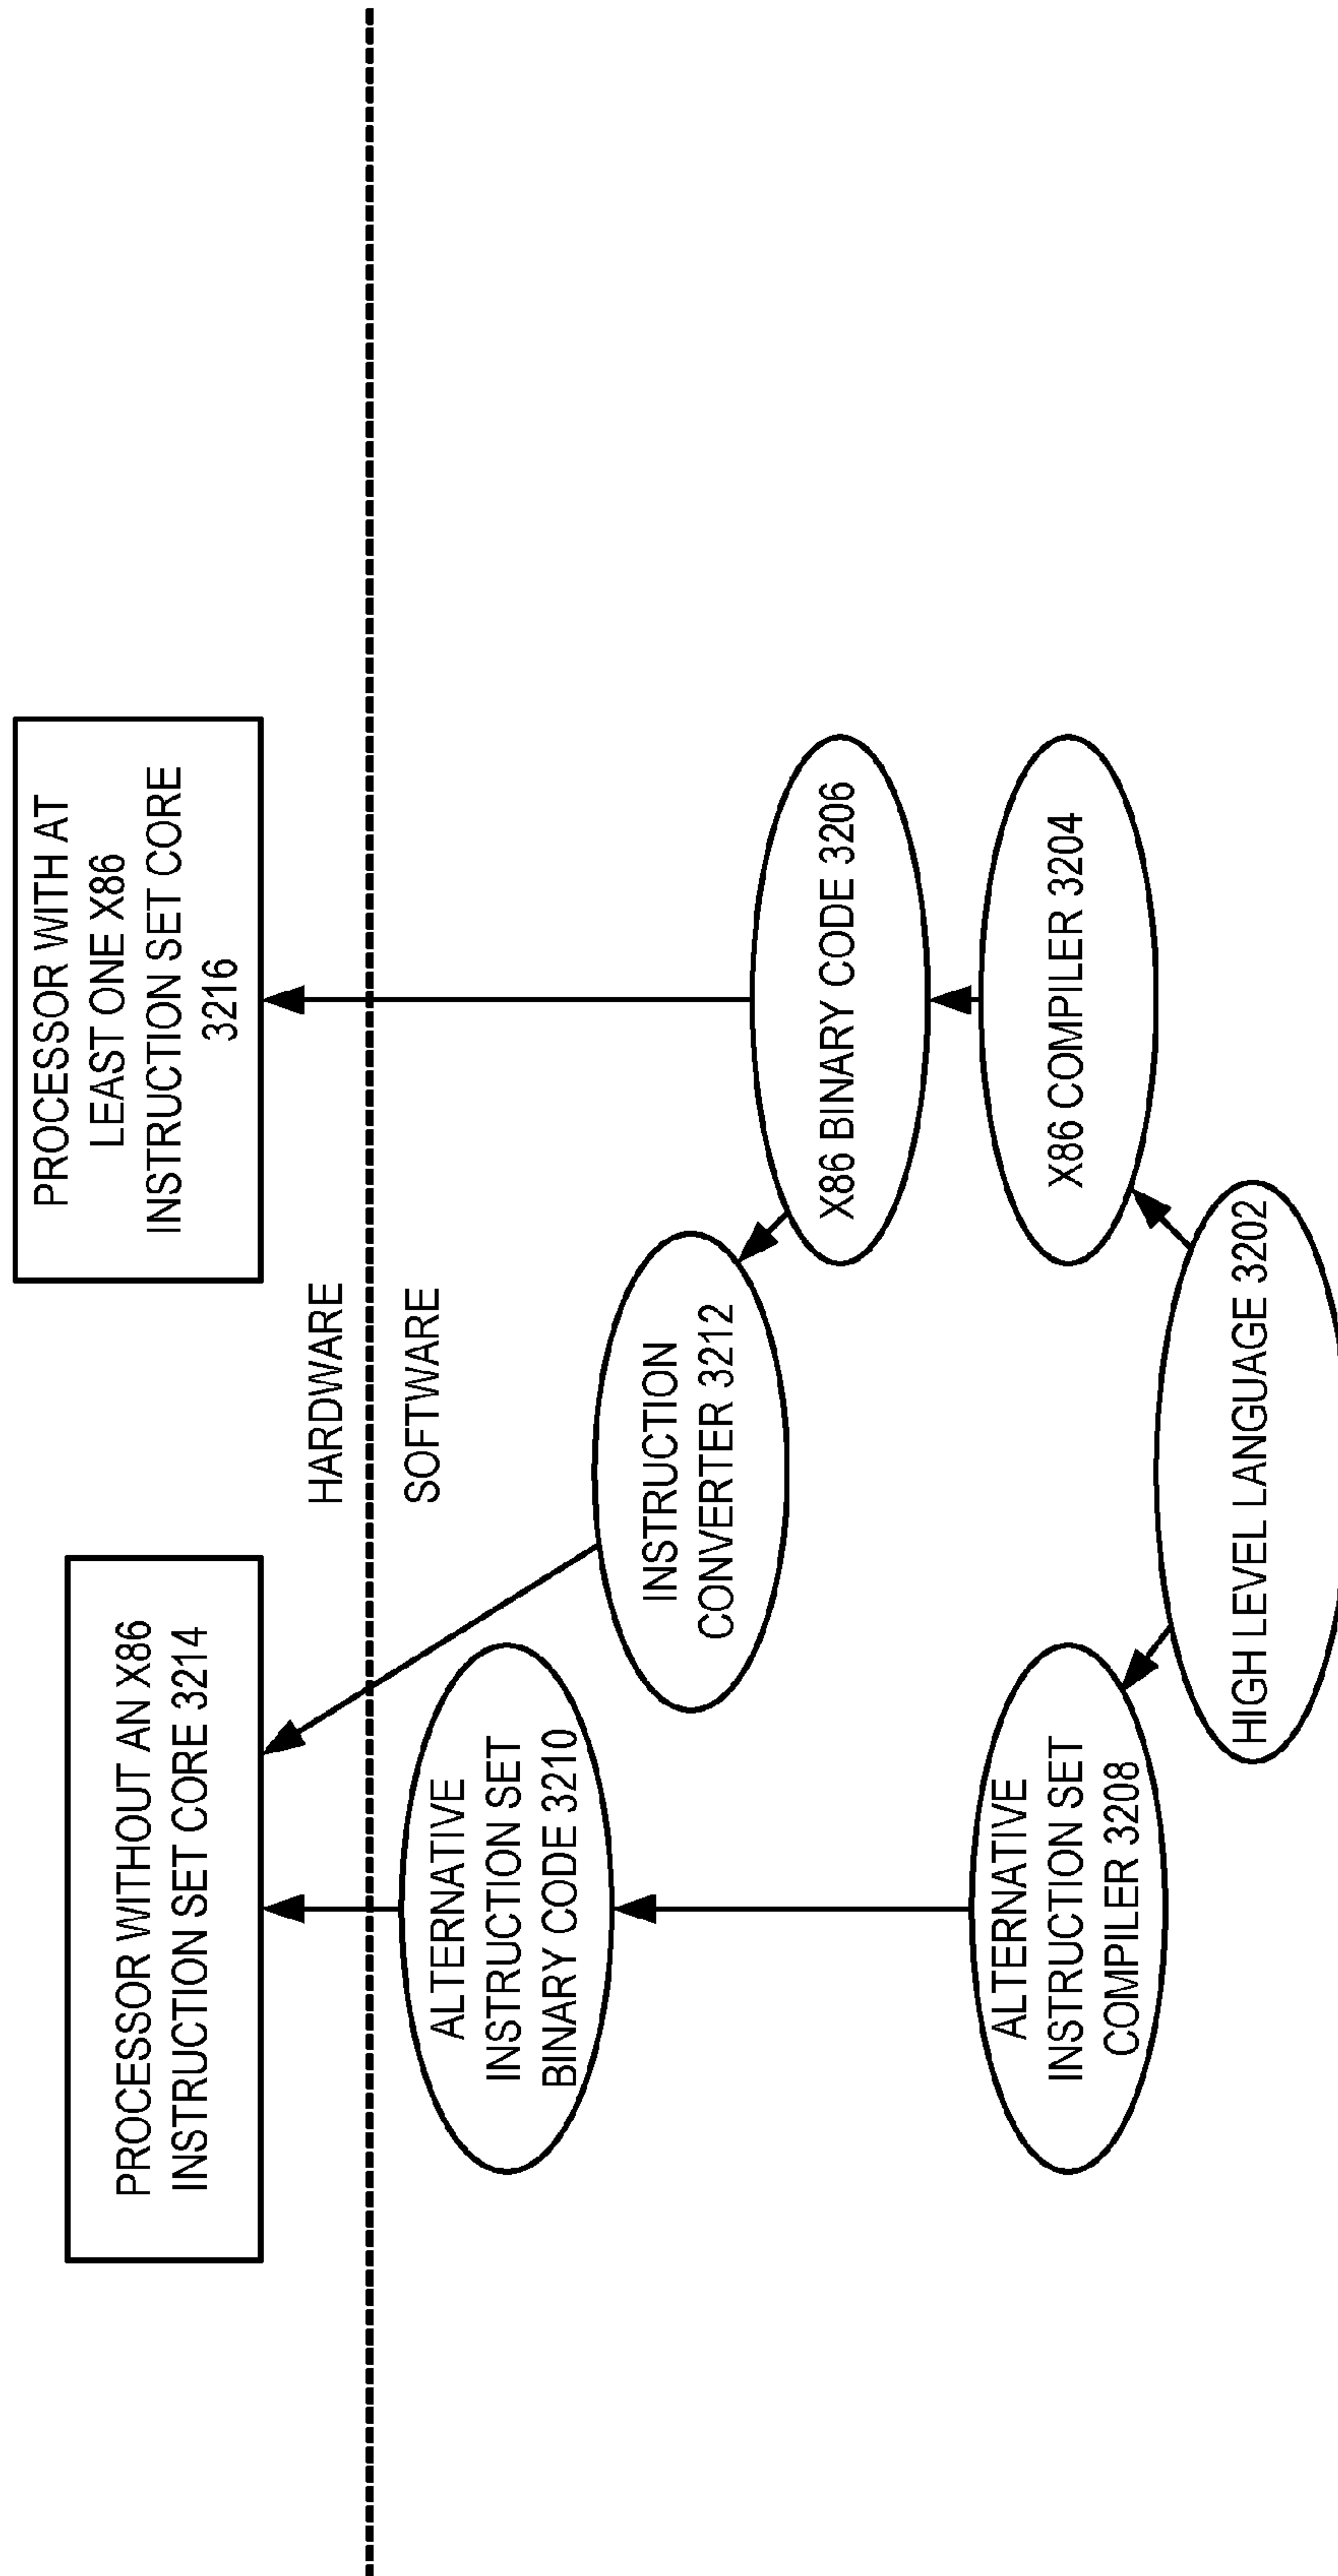 PROCESSOR WITHOUT AN X86
INSTRUCTION SET CORE 3214
PROCESSOR WITH AT
LEAST ONE X86
INSTRUCTION SET CORE
3216
HARDWARE
SOFTWARE
ALTERNATIVE
INSTRUCTION SET
BINARY CODE 3210
INSTRUCTION
CONVERTER 3212
X86 BINARY CODE 3206
ALTERNATIVE
INSTRUCTION SET
COMPILER 3208
X86 COMPILER 3204
HIGH LEVEL LANGUAGE 3202